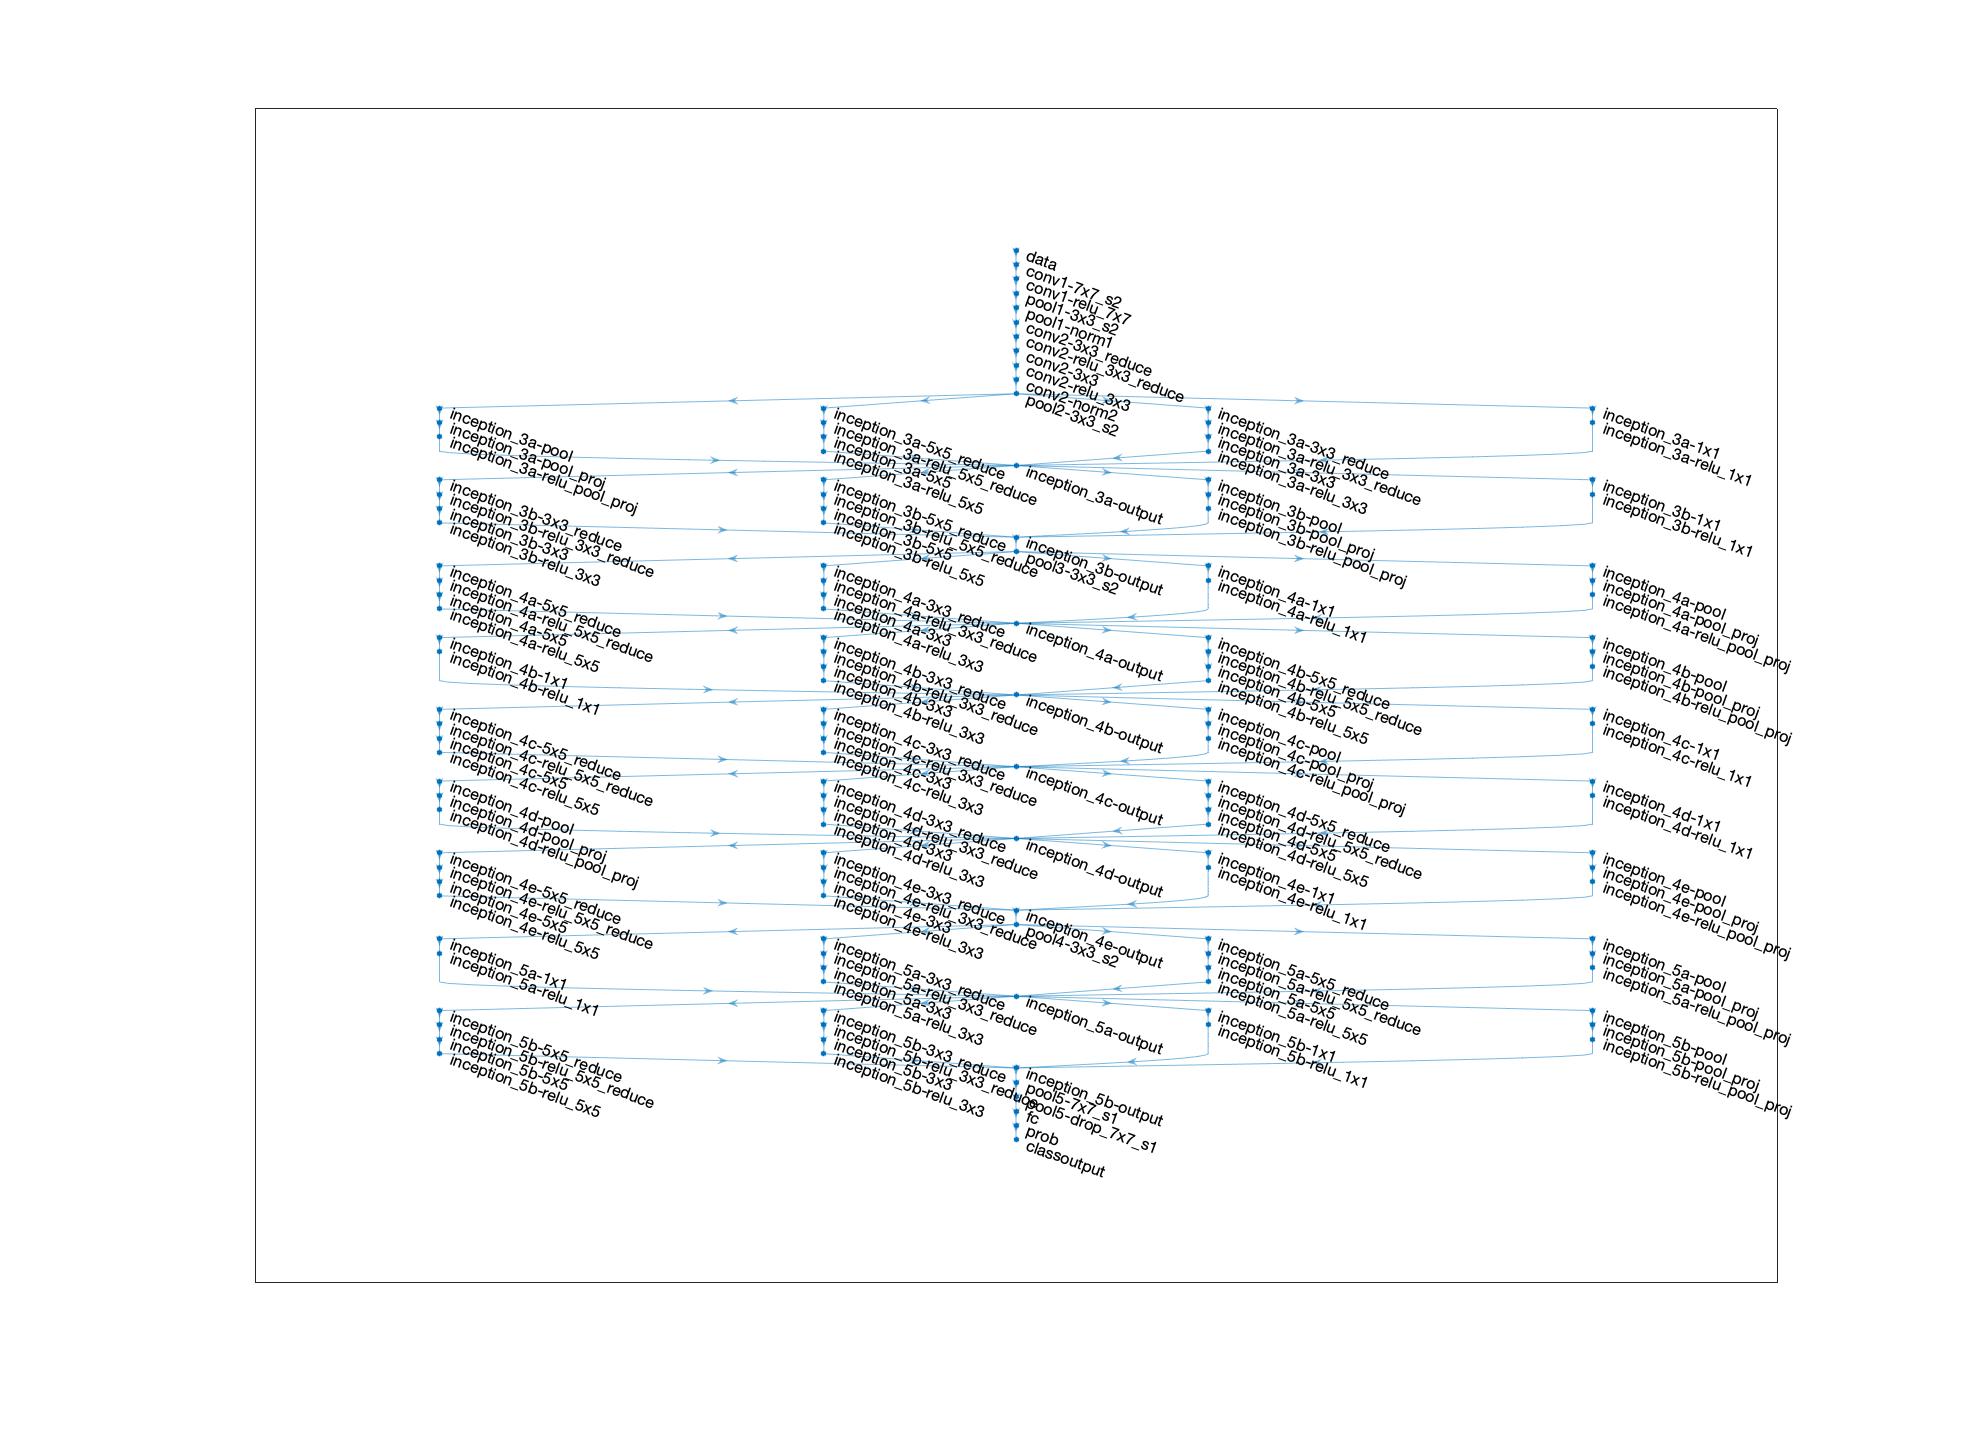 data
conv1-7x7_s2
conv1-relu_7x7
pool1-3x3_s2
pool1-norm1
conv2-3x3_reduce
conv2-relu_3x3_reduce
conv2-3x3
conv2-relu_3x3
conv2-norm2
pool2-3x3_s2
inception_3a-pool
inception_3a-pool_proj
inception_3a-relu_pool_proj
inception_3a-5x5_reduce
inception_3a-relu_5x5_reduce
inception_3a-5x5
inception_3a-relu_5x5
inception_3a-3x3_reduce
inception_3a-relu_3x3_reduce
inception_3a-3x3
inception_3a-relu_3x3
inception_3a-1x1
inception_3a-relu_1x1
inception_3a-output
inception_3b-3x3_reduce
inception_3b-relu_3x3_reduce
inception_3b-3x3
inception_3b-relu_3x3
inception_3b-5x5_reduce
inception_3b-relu_5x5_reduce
inception_3b-5x5
inception_3b-relu_5x5
inception_3b-pool
inception_3b-pool_proj
inception_3b-relu_pool_proj
inception_3b-1x1
inception_3b-relu_1x1
inception_3b-output
pool3-3x3_s2
inception_4a-5x5_reduce
inception_4a-relu_5x5_reduce
inception_4a-5x5
inception_4a-relu_5x5
inception_4a-3x3_reduce
inception_4a-relu_3x3_reduce
inception_4a-3x3
inception_4a-relu_3x3
inception_4a-1x1
inception_4a-relu_1x1
inception_4a-pool
inception_4a-pool_proj
inception_4a-relu_pool_proj
inception_4a-output
inception_4b-1x1
inception_4b-relu_1x1
inception_4b-3x3_reduce
inception_4b-relu_3x3_reduce
inception_4b-3x3
inception_4b-relu_3x3
inception_4b-5x5_reduce
inception_4b-relu_5x5_reduce
inception_4b-5x5
inception_4b-relu_5x5
inception_4b-pool
inception_4b-pool_proj
inception_4b-relu_pool_proj
inception_4b-output
inception_4c-5x5_reduce
inception_4c-relu_5x5_reduce
inception_4c-5x5
inception_4c-relu_5x5
inception_4c-3x3_reduce
inception_4c-relu_3x3_reduce
inception_4c-3x3
inception_4c-relu_3x3
inception_4c-pool
inception_4c-pool_proj
inception_4c-relu_pool_proj
inception_4c-1x1
inception_4c-relu_1x1
inception_4c-output
inception_4d-pool
inception_4d-pool_proj
inception_4d-relu_pool_proj
inception_4d-3x3_reduce
inception_4d-relu_3x3_reduce
inception_4d-3x3
inception_4d-relu_3x3
inception_4d-5x5_reduce
inception_4d-relu_5x5_reduce
inception_4d-5x5
inception_4d-relu_5x5
inception_4d-1x1
inception_4d-relu_1x1
inception_4d-output
inception_4e-5x5_reduce
inception_4e-relu_5x5_reduce
inception_4e-5x5
inception_4e-relu_5x5
inception_4e-3x3_reduce
inception_4e-relu_3x3_reduce
inception_4e-3x3
inception_4e-relu_3x3
inception_4e-1x1
inception_4e-relu_1x1
inception_4e-pool
inception_4e-pool_proj
inception_4e-relu_pool_proj
inception_4e-output
pool4-3x3_s2
inception_5a-1x1
inception_5a-relu_1x1
inception_5a-3x3_reduce
inception_5a-relu_3x3_reduce
inception_5a-3x3
inception_5a-relu_3x3
inception_5a-5x5_reduce
inception_5a-relu_5x5_reduce
inception_5a-5x5
inception_5a-relu_5x5
inception_5a-pool
inception_5a-pool_proj
inception_5a-relu_pool_proj
inception_5a-output
inception_5b-5x5_reduce
inception_5b-relu_5x5_reduce
inception_5b-5x5
inception_5b-relu_5x5
inception_5b-3x3_reduce
inception_5b-relu_3x3_reduce
inception_5b-3x3
inception_5b-relu_3x3
inception_5b-1x1
inception_5b-relu_1x1
inception_5b-pool
inception_5b-pool_proj
inception_5b-relu_pool_proj
inception_5b-output
pool5-7x7_s1
pool5-drop_7x7_s1
fc
prob
classoutput